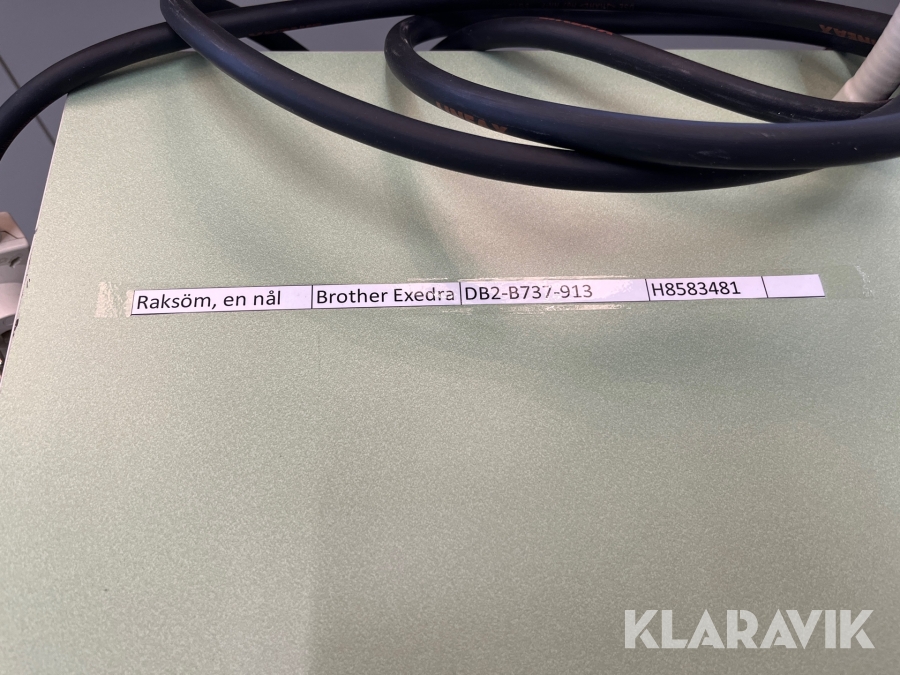 Raksöm, en nål Brother Exedra DB2-B737-913 H8583481
KLARAVIK